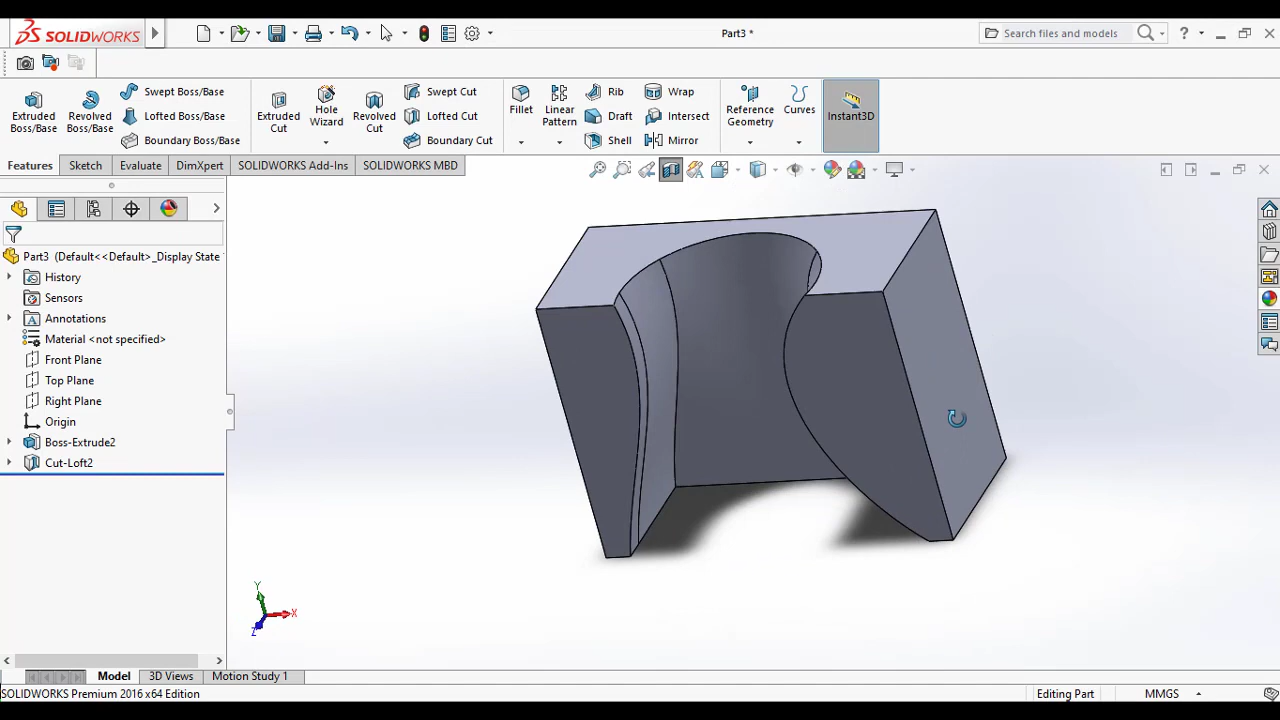 SOLIDWORKS
Part3 *
Search files and models
?
Extruded Boss/Base
Revolved Boss/Base
Swept Boss/Base
Lofted Boss/Base
Boundary Boss/Base
Extruded Cut
Hole Wizard
Revolved Cut
Swept Cut
Lofted Cut
Boundary Cut
Fillet
Linear Pattern
Rib
Draft
Shell
Wrap
Intersect
Mirror
Reference Geometry
Curves
Instant3D
Features
Sketch
Evaluate
DimXpert
SOLIDWORKS Add-Ins
SOLIDWORKS MBD
Part3 (Default<<Default>_Display State
History
Sensors
Annotations
Material <not specified>
Front Plane
Top Plane
Right Plane
Origin
Boss-Extrude2
Cut-Loft2
Y
X
Z
Model
3D Views
Motion Study 1
SOLIDWORKS Premium 2016 x64 Edition
Editing Part
MMGS